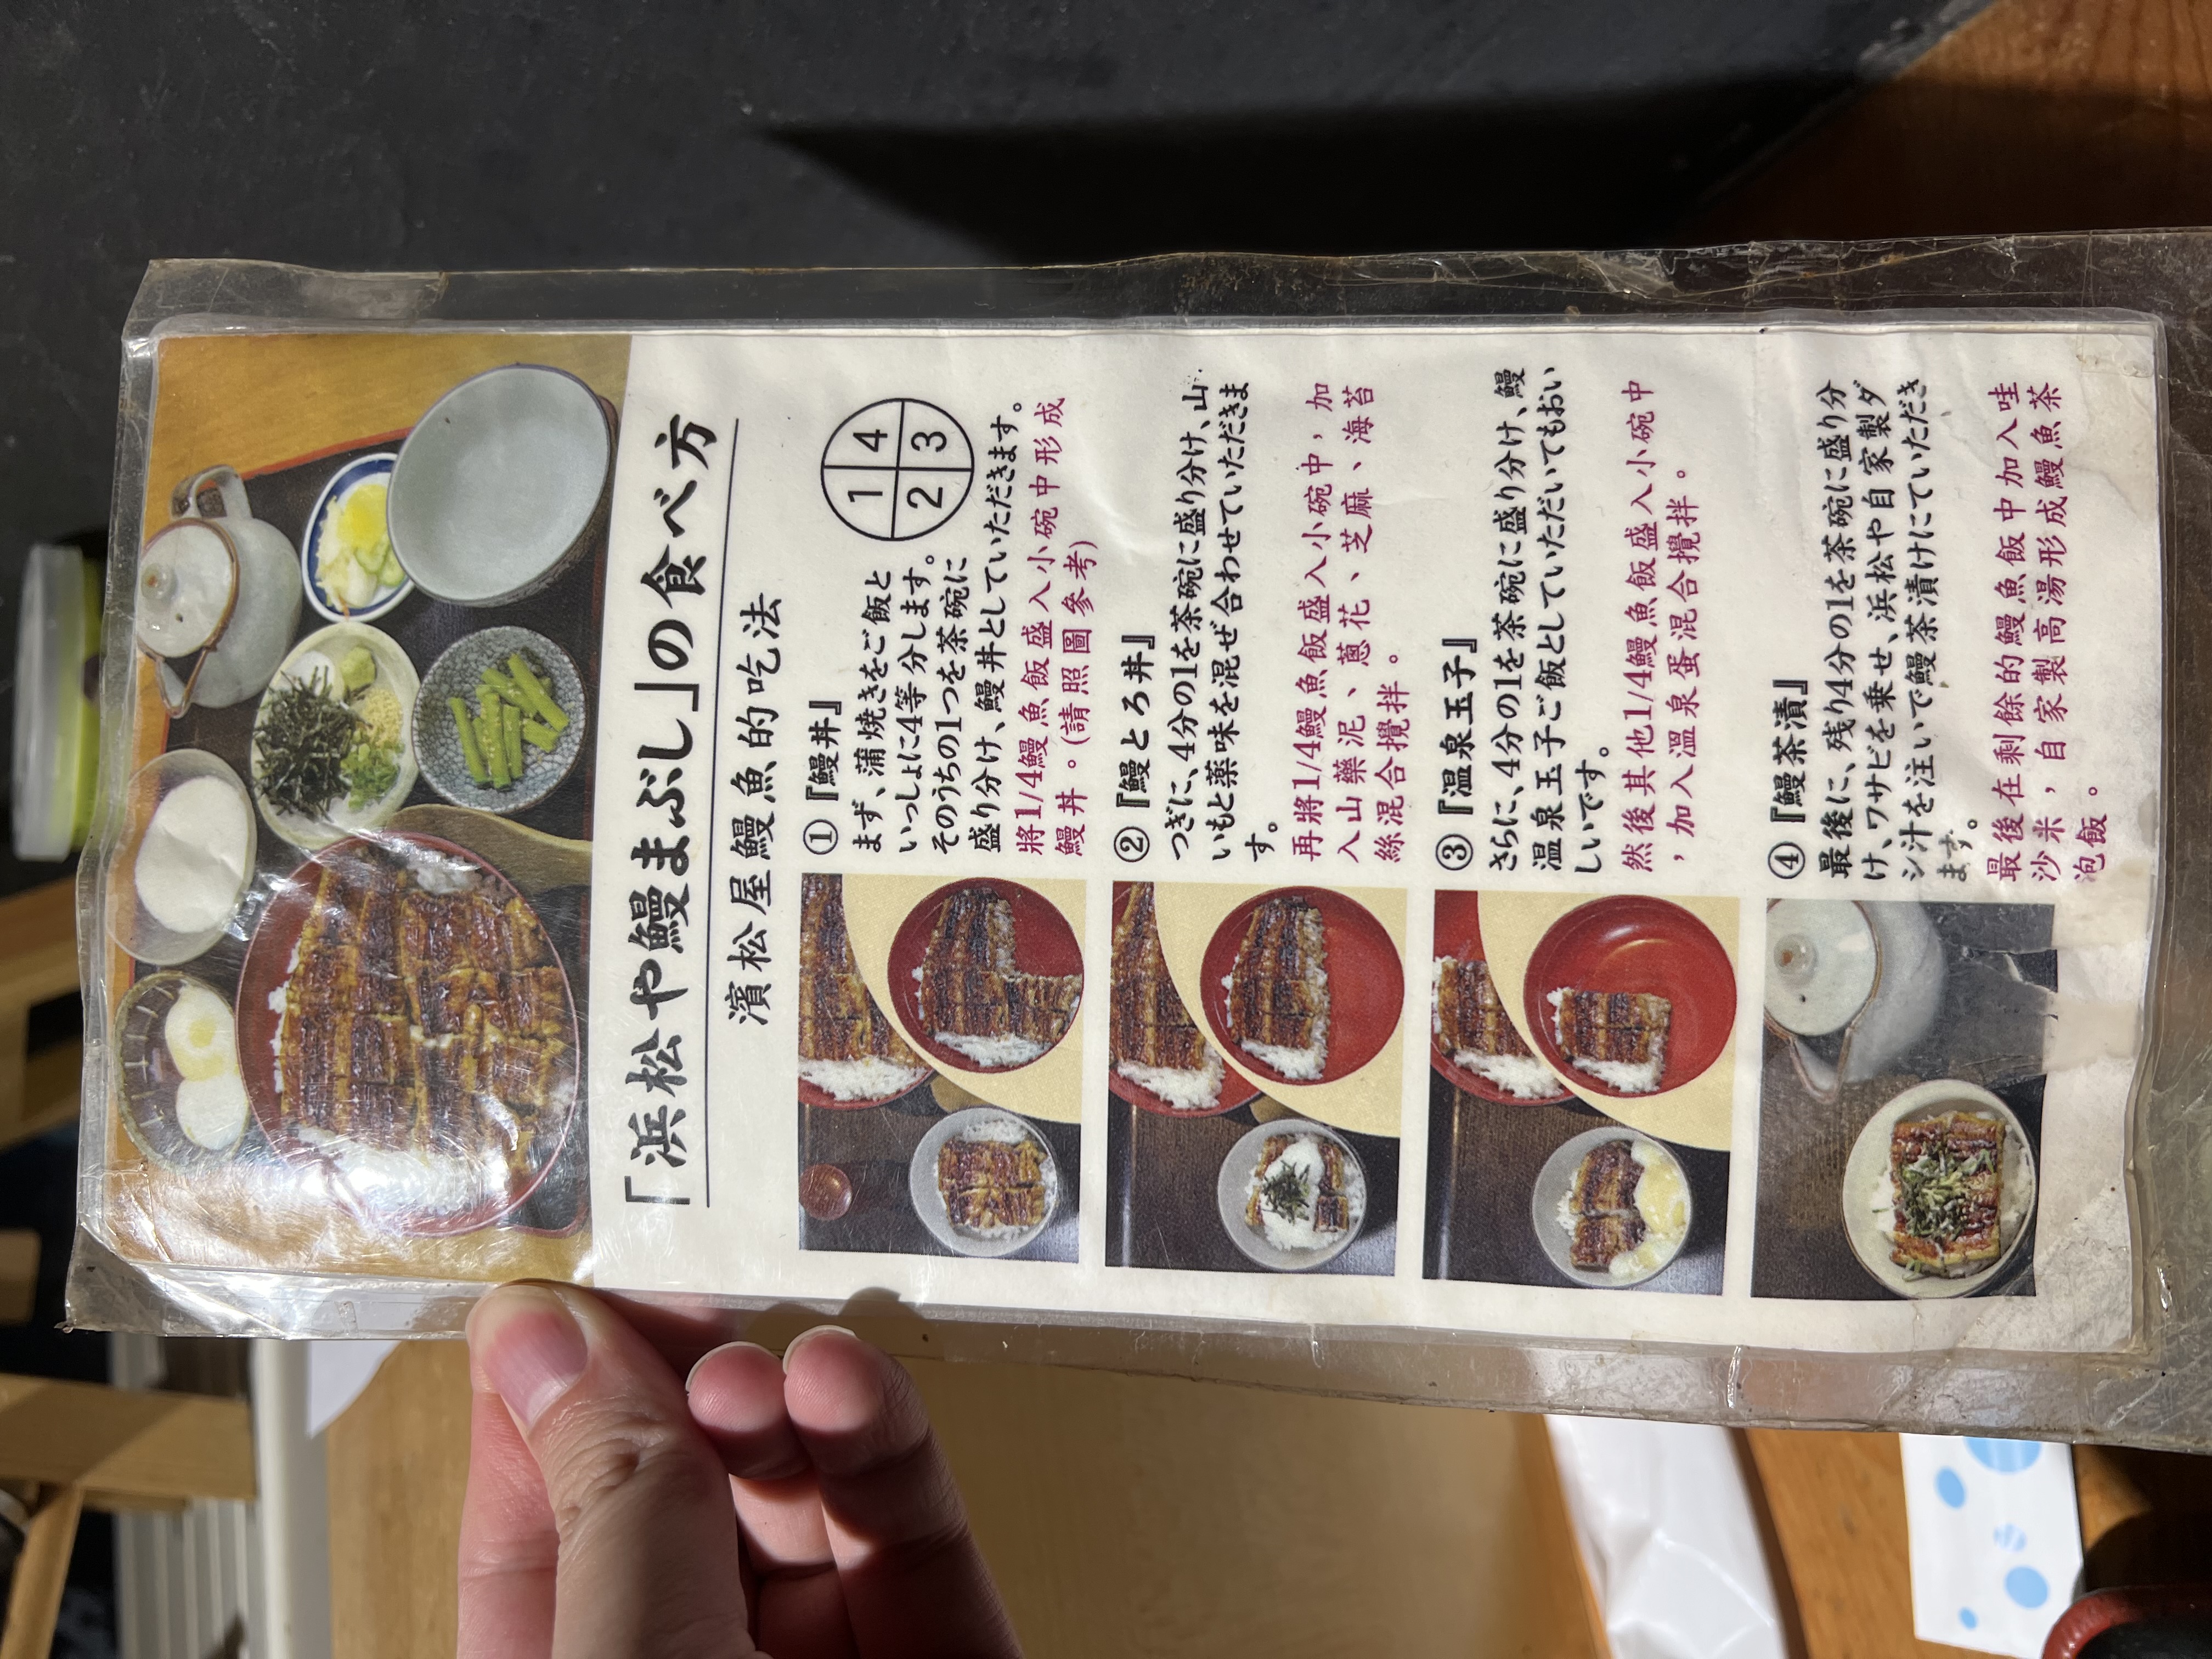 「浜松や鰻まぶし」の食べ方
濱松屋鰻魚的吃法
①『鰻丼』
まず、蒲焼きをご飯と
いっしょに4等分します。
そのうちの1つを茶碗に
盛り分け、鰻丼としていただきます。
1 4
2 3
將1/4鰻魚飯盛入小碗中形成
鰻丼。(請照圖參考)
②『鰻とろ丼』
つぎに、4分の1を茶碗に盛り分け、山
いもと薬味を混ぜ合わせていただきま
す。
再將1/4鰻魚飯盛入小碗中，加
入山藥泥、蔥花、芝麻、海苔
絲混合攪拌。
③『温泉玉子』
さらに、4分の1を茶碗に盛り分け、鰻
温泉玉子ご飯としていただいてもおい
しいです。
然後其他1/4鰻魚飯盛入小碗中
，加入溫泉蛋混合攪拌。
④『鰻茶漬』
最後に、残り4分の1を茶碗に盛り分
け、ワサビを乗せ、浜松や自家製ダ
シ汁を注いで鰻茶漬けにていただき
ます。
最後在剩餘的鰻魚飯中加入哇
沙米，自家製高湯形成鰻魚茶
泡飯。